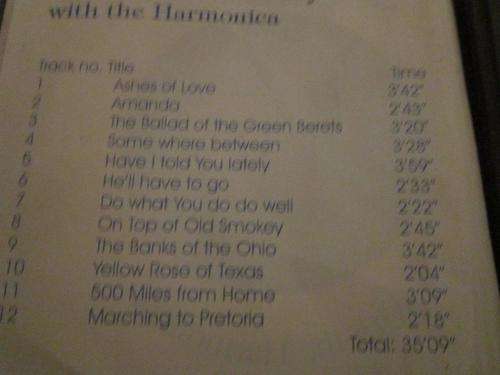 with the Harmonica
Track no. Title Time
1 Ashes of Love 3'42"
2 Amanda 2'43"
3 The Ballad of the Green Berets 3'20"
4 Some where between 3'28"
5 Have I told You lately 3'59"
6 He'll have to go 2'33"
7 Do what You do do well 2'22"
8 On Top of Old Smokey 2'45"
9 The Banks of the Ohio 3'42"
10 Yellow Rose of Texas 2'04"
11 500 Miles from Home 3'09"
12 Marching to Pretoria 2'18"
Total: 35'09"